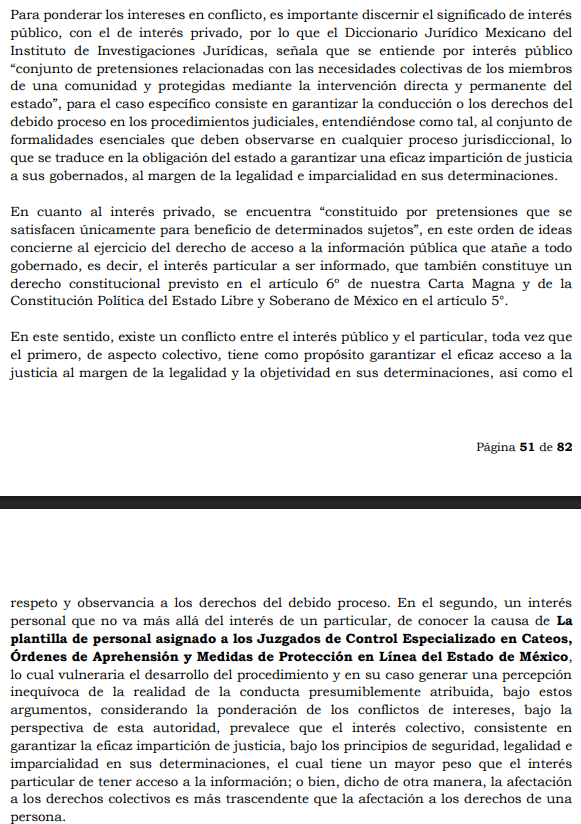 Para ponderar los intereses en conflicto, es importante discernir el significado de interés
público, con el de interés privado, por lo que el Diccionario Jurídico Mexicano del
Instituto de Investigaciones Jurídicas, señala que se entiende por interés público
“conjunto de pretensiones relacionadas con las necesidades colectivas de los miembros
de una comunidad y protegidas mediante la intervención directa y permanente del
estado”, para el caso específico consiste en garantizar la conducción o los derechos del
debido proceso en los procedimientos judiciales, entendiéndose como tal, al conjunto de
formalidades esenciales que deben observarse en cualquier proceso jurisdiccional, lo
que se traduce en la obligación del estado a garantizar una eficaz impartición de justicia
a sus gobernados, al margen de la legalidad e imparcialidad en sus determinaciones.
En cuanto al interés privado, se encuentra “constituido por pretensiones que se
satisfacen únicamente para beneficio de determinados sujetos”, en este orden de ideas
concierne al ejercicio del derecho de acceso a la información pública que atañe a todo
gobernado, es decir, el interés particular a ser informado, que también constituye un
derecho constitucional previsto en el artículo 6° de nuestra Carta Magna y de la
Constitución Política del Estado Libre y Soberano de México en el artículo 5°.
En este sentido, existe un conflicto entre el interés público y el particular, toda vez que
el primero, de aspecto colectivo, tiene como propósito garantizar el eficaz acceso a la
justicia al margen de la legalidad y la objetividad en sus determinaciones, así como el
Página 51 de 82
respeto y observancia a los derechos del debido proceso. En el segundo, un interés
personal que no va más allá del interés de un particular, de conocer la causa de La
plantilla de personal asignado a los Juzgados de Control Especializado en Cateos,
Órdenes de Aprehensión y Medidas de Protección en Línea del Estado de México,
lo cual vulneraria el desarrollo del procedimiento y en su caso generar una percepción
inequívoca de la realidad de la conducta presumiblemente atribuida, bajo estos
argumentos, considerando la ponderación de los conflictos de intereses, bajo la
perspectiva de esta autoridad, prevalece que el interés colectivo, consistente en
garantizar la eficaz impartición de justicia, bajo los principios de seguridad, legalidad e
imparcialidad en sus determinaciones, el cual tiene un mayor peso que el interés
particular de tener acceso a la información; o bien, dicho de otra manera, la afectación
a los derechos colectivos es más trascendente que la afectación a los derechos de una
persona.